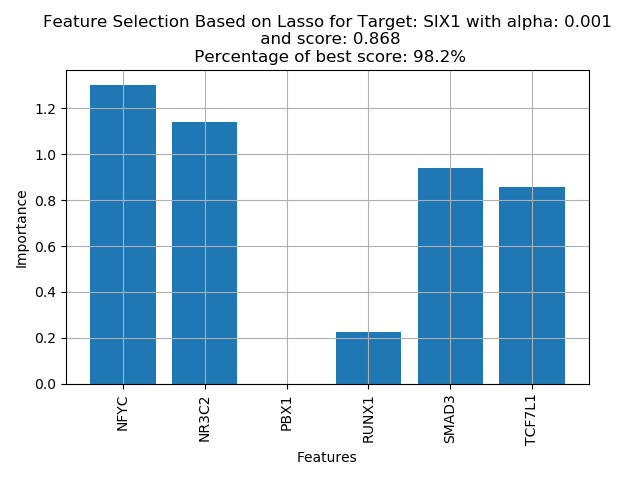 Feature Selection Based on Lasso for Target: SIX1 with alpha: 0.001
and score: 0.868
Percentage of best score: 98.2%
1.2
1.0
0.8
0.6
0.4
0.2
0.0
Importance
NFYC
NR3C2
PBX1
RUNX1
SMAD3
TCF7L1
Features